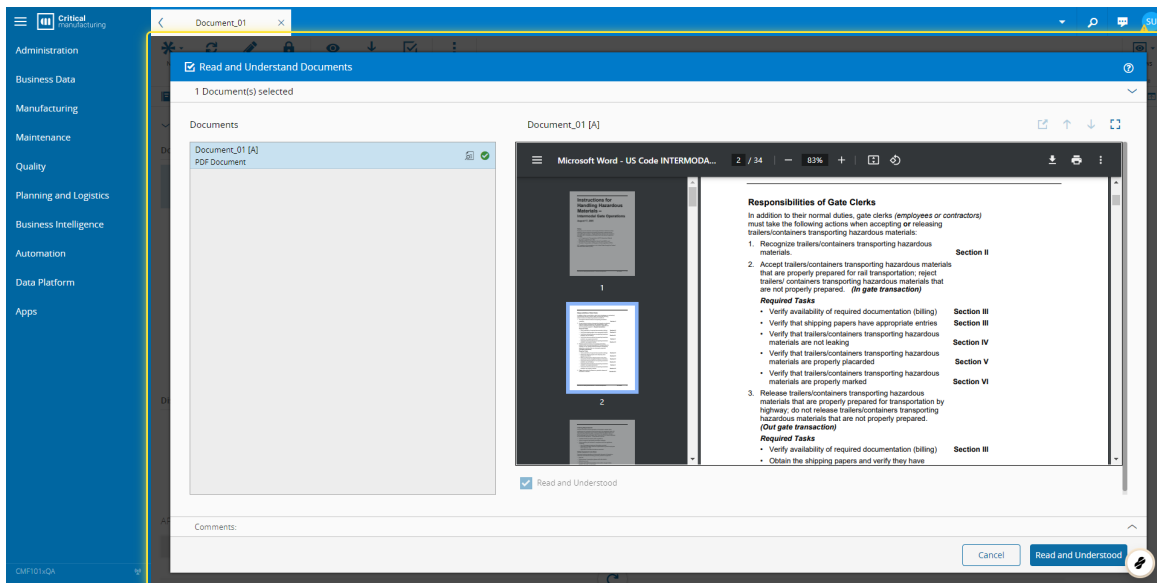 Critical
manufacturing
Document_01
SU
Administration
Business Data
Manufacturing
Maintenance
Quality
Planning and Logistics
Business Intelligence
Automation
Data Platform
Apps
CMF101xQA
Read and Understand Documents
1 Document(s) selected
Documents
Document_01 [A]
PDF Document
Document_01 [A]
Microsoft Word - US Code INTERMODA... 2 / 34 83%
Instructions for
Handling Hazardous
Materials –
Intermodal Gate Operations
1
2
Responsibilities of Gate Clerks
In addition to their normal duties, gate clerks (employees or contractors)
must take the following actions when accepting or releasing
trailers/containers transporting hazardous materials:
1. Recognize trailers/containers transporting hazardous
materials. Section II
2. Accept trailers/containers transporting hazardous materials
that are properly prepared for rail transportation; reject
trailers/ containers transporting hazardous materials that
are not properly prepared. (In gate transaction)
Required Tasks
• Verify availability of required documentation (billing) Section III
• Verify that shipping papers have appropriate entries Section III
• Verify that trailers/containers transporting hazardous
materials are not leaking Section IV
• Verify that trailers/containers transporting hazardous
materials are properly placarded Section V
• Verify that trailers/containers transporting hazardous
materials are properly marked Section VI
3. Release trailers/containers transporting hazardous
materials that are properly prepared for transportation by
highway; do not release trailers/containers transporting
hazardous materials that are not properly prepared.
(Out gate transaction)
Required Tasks
• Verify availability of required documentation (billing) Section III
• Obtain the shipping papers and verify they have
Read and Understood
Comments:
Cancel
Read and Understood